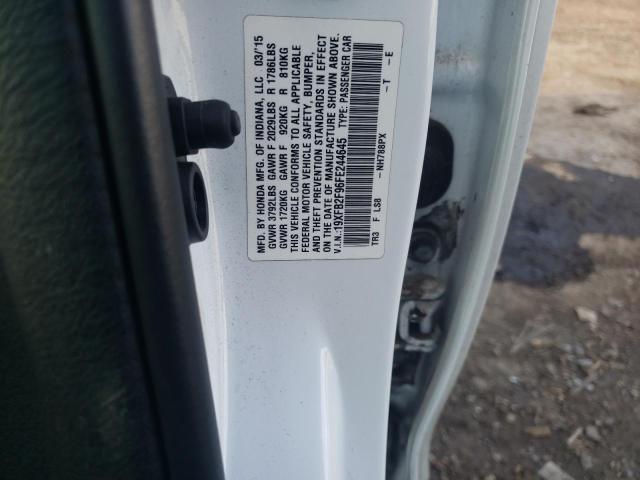 MFD. BY HONDA MFG. OF INDIANA, LLC 03/'15
GVWR 3792LBS GAWR F 2029LBS R 1786LBS
GVWR 1720KG GAWR F 920KG R 810KG
THIS VEHICLE CONFORMS TO ALL APPLICABLE
FEDERAL MOTOR VEHICLE SAFETY, BUMPER,
AND THEFT PREVENTION STANDARDS IN EFFECT
ON THE DATE OF MANUFACTURE SHOWN ABOVE.
V.I.N.:19XFB2F96FE244645 TYPE: PASSENGER CAR
TR3 F LS8 -NH788PX -T -E